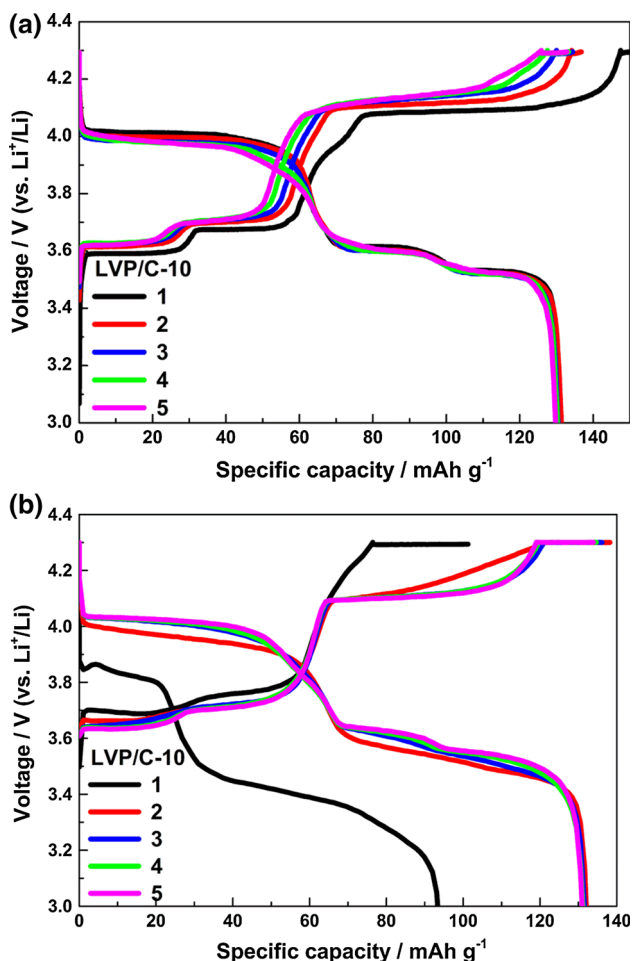 (a)
4.4
4.2
4.0
3.8
3.6
3.4
3.2
3.0
Voltage / V (vs. Li⁺/Li)
LVP/C-10
1
2
3
4
5
0 20 40 60 80 100 120 140
Specific capacity / mAh g⁻¹
(b)
4.4
4.2
4.0
3.8
3.6
3.4
3.2
3.0
Voltage / V (vs. Li⁺/Li)
LVP/C-10
1
2
3
4
5
0 20 40 60 80 100 120 140
Specific capacity / mAh g⁻¹